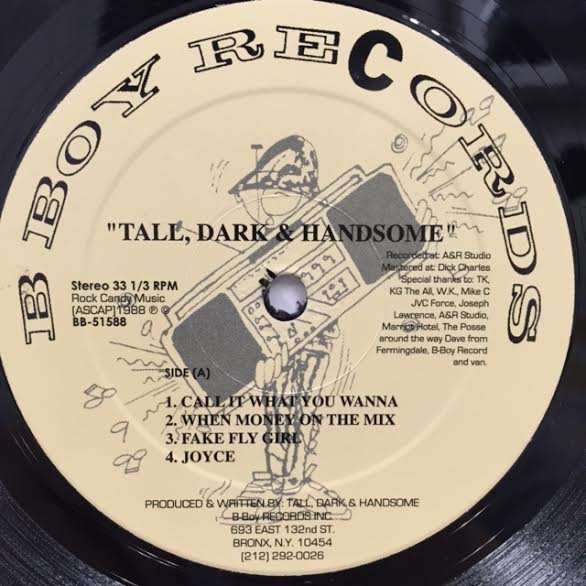 B BOY RECORDS
"TALL, DARK & HANDSOME"
Stereo 33 1/3 RPM
Rock Candy Music
[ASCAP] 1988 ℗ ©
BB-51588
Recorded at: A&R Studio
Mastered at: Dick Charles
Special thanks to: TK,
KG The All, W.K., Mike C
JVC Force, Joseph
Lawrence, A&R Studio,
Marriot Hotel, The Posse
around the way Dave from
Fermingdale, B-Boy Record
and van.
SIDE (A)
1. CALL IT WHAT YOU WANNA
2. WHEN MONEY ON THE MIX
3. FAKE FLY GIRL
4. JOYCE
PRODUCED & WRITTEN BY: TALL, DARK & HANDSOME
B-Boy RECORDS INC.
693 EAST 132nd ST.
BRONX, N.Y. 10454
(212) 292-0026